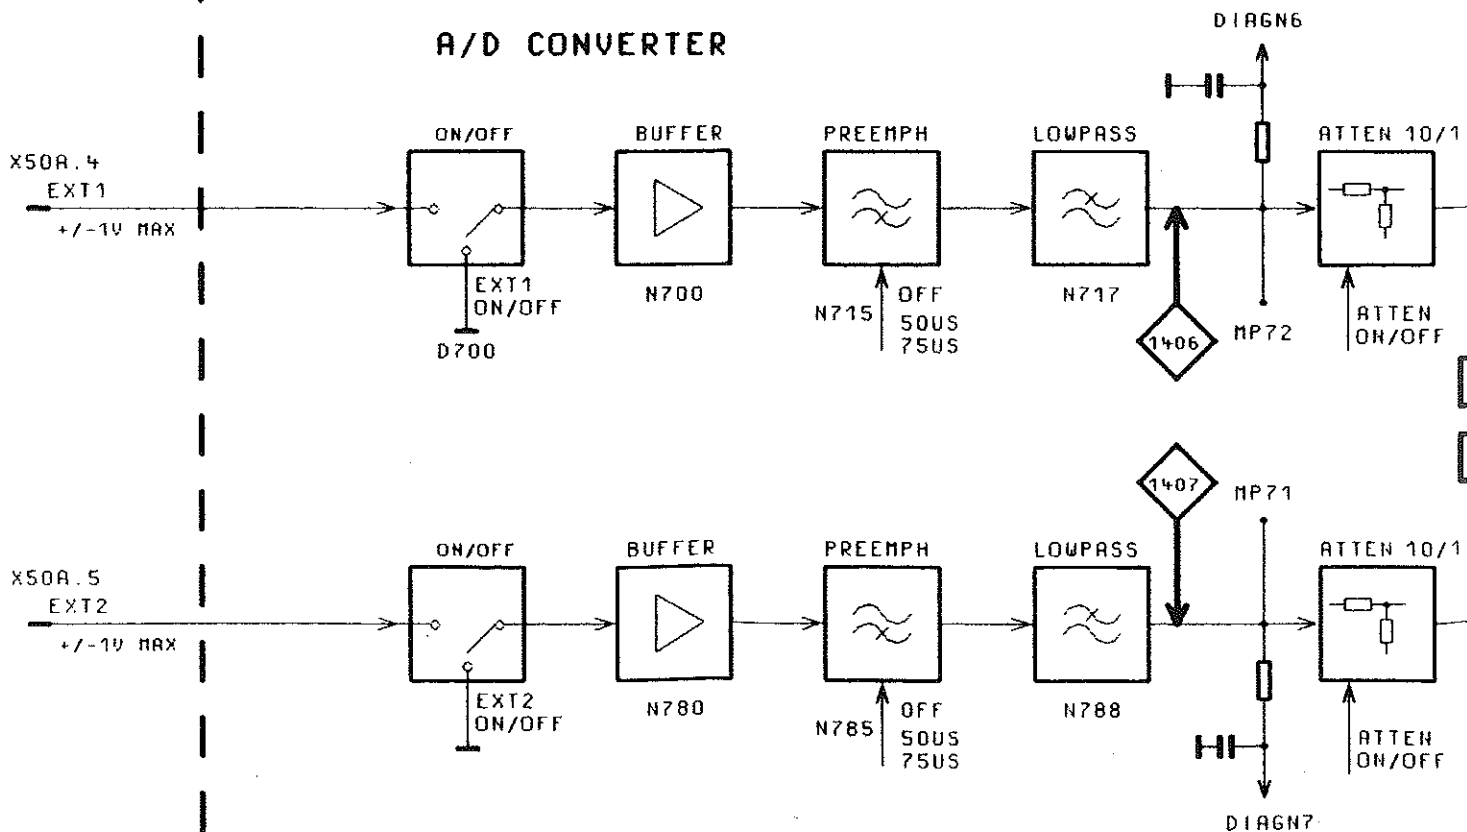 DIAGN6
A/D CONVERTER
ON/OFF
BUFFER
PREEMPH
LOWPASS
ATTEN 10/1
X50A.4
EXT1
+/-1V MAX
EXT1
ON/OFF
D700
N700
N715
OFF
50US
75US
N717
1406
MP72
ATTEN
ON/OFF
1407
MP71
ON/OFF
BUFFER
PREEMPH
LOWPASS
ATTEN 10/1
X50A.5
EXT2
+/-1V MAX
EXT2
ON/OFF
N780
N785
OFF
50US
75US
N788
ATTEN
ON/OFF
DIAGN7